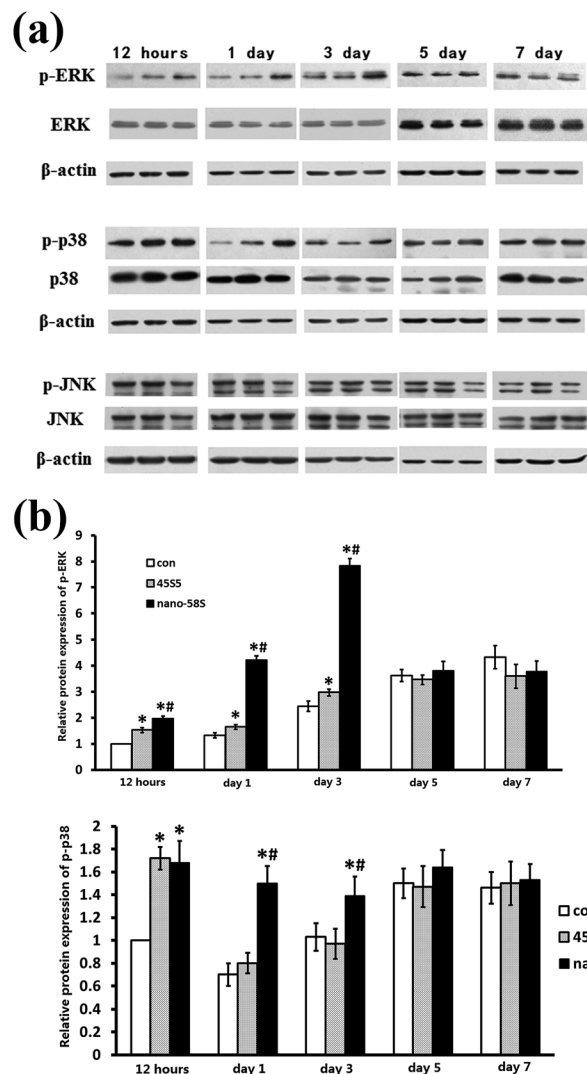 (a)
12 hours 1 day 3 day 5 day 7 day
p-ERK
ERK
β-actin
p-p38
p38
β-actin
p-JNK
JNK
β-actin
(b)
Relative protein expression of p-ERK
9
8
7
6
5
4
3
2
1
0
con
45S5
nano-58S
* *# * *# * *#
12 hours day 1 day 3 day 5 day 7
Relative protein expression of p-p38
2
1.8
1.6
1.4
1.2
1
0.8
0.6
0.4
0.2
0
* * *# *#
co
45
na
12 hours day 1 day 3 day 5 day 7